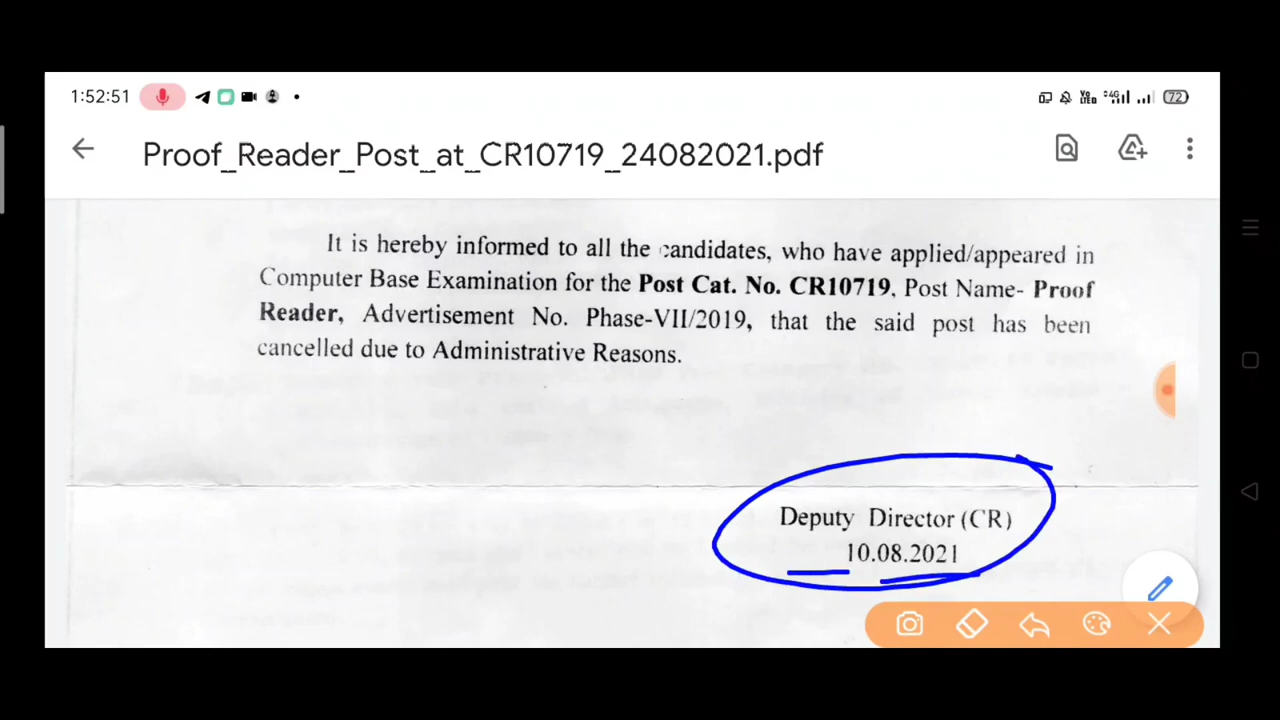 1:52:51
72
Proof_Reader_Post_at_CR10719_24082021.pdf
It is hereby informed to all the candidates, who have applied/appeared in
Computer Base Examination for the Post Cat. No. CR10719, Post Name- Proof
Reader, Advertisement No. Phase-VII/2019, that the said post has been
cancelled due to Administrative Reasons.
Deputy Director (CR)
10.08.2021